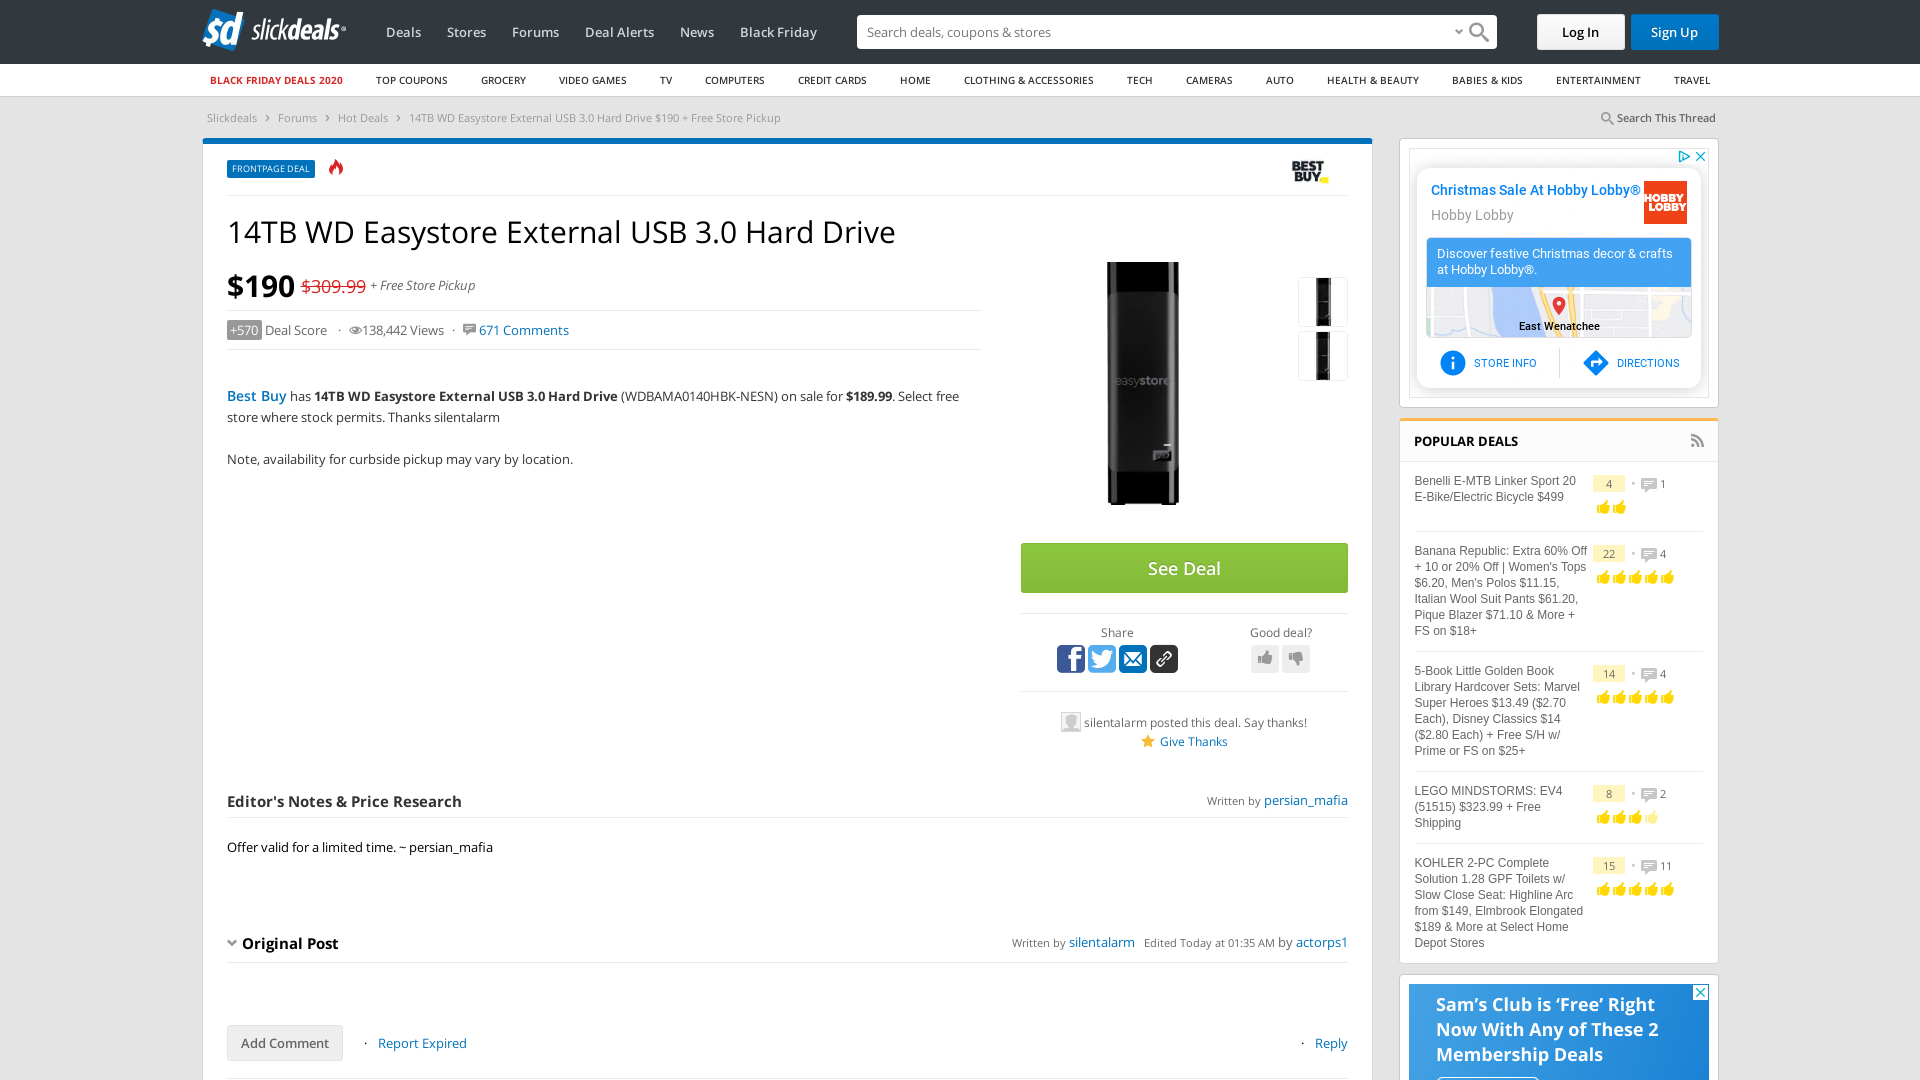 sd slickdeals
Deals
Stores
Forums
Deal Alerts
News
Black Friday
Search deals, coupons & stores
Log In
Sign Up
BLACK FRIDAY DEALS 2020
TOP COUPONS
GROCERY
VIDEO GAMES
TV
COMPUTERS
CREDIT CARDS
HOME
CLOTHING & ACCESSORIES
TECH
CAMERAS
AUTO
HEALTH & BEAUTY
BABIES & KIDS
ENTERTAINMENT
TRAVEL
Slickdeals > Forums > Hot Deals > 14TB WD Easystore External USB 3.0 Hard Drive $190 + Free Store Pickup
Search This Thread
FRONTPAGE DEAL
BEST
BUY
14TB WD Easystore External USB 3.0 Hard Drive
$190 $309.99 + Free Store Pickup
+570 Deal Score · 138,442 Views · 671 Comments
Best Buy has 14TB WD Easystore External USB 3.0 Hard Drive (WDBAMA0140HBK-NESN) on sale for $189.99. Select free
store where stock permits. Thanks silentalarm
Note, availability for curbside pickup may vary by location.
easystore
See Deal
Share
Good deal?
silentalarm posted this deal. Say thanks!
Give Thanks
Editor's Notes & Price Research
Written by persian_mafia
Offer valid for a limited time. ~ persian_mafia
Original Post
Written by silentalarm Edited Today at 01:35 AM by actorps1
Add Comment
· Report Expired
· Reply
Christmas Sale At Hobby Lobby®
Hobby Lobby
HOBBY
LOBBY
Discover festive Christmas decor & crafts
at Hobby Lobby®.
East Wenatchee
STORE INFO
DIRECTIONS
POPULAR DEALS
Benelli E-MTB Linker Sport 20
E-Bike/Electric Bicycle $499
4 • 1
Banana Republic: Extra 60% Off
+ 10 or 20% Off | Women's Tops
$6.20, Men's Polos $11.15,
Italian Wool Suit Pants $61.20,
Pique Blazer $71.10 & More +
FS on $18+
22 • 4
5-Book Little Golden Book
Library Hardcover Sets: Marvel
Super Heroes $13.49 ($2.70
Each), Disney Classics $14
($2.80 Each) + Free S/H w/
Prime or FS on $25+
14 • 4
LEGO MINDSTORMS: EV4
(51515) $323.99 + Free
Shipping
8 • 2
KOHLER 2-PC Complete
Solution 1.28 GPF Toilets w/
Slow Close Seat: Highline Arc
from $149, Elmbrook Elongated
$189 & More at Select Home
Depot Stores
15 • 11
Sam's Club is ‘Free’ Right
Now With Any of These 2
Membership Deals